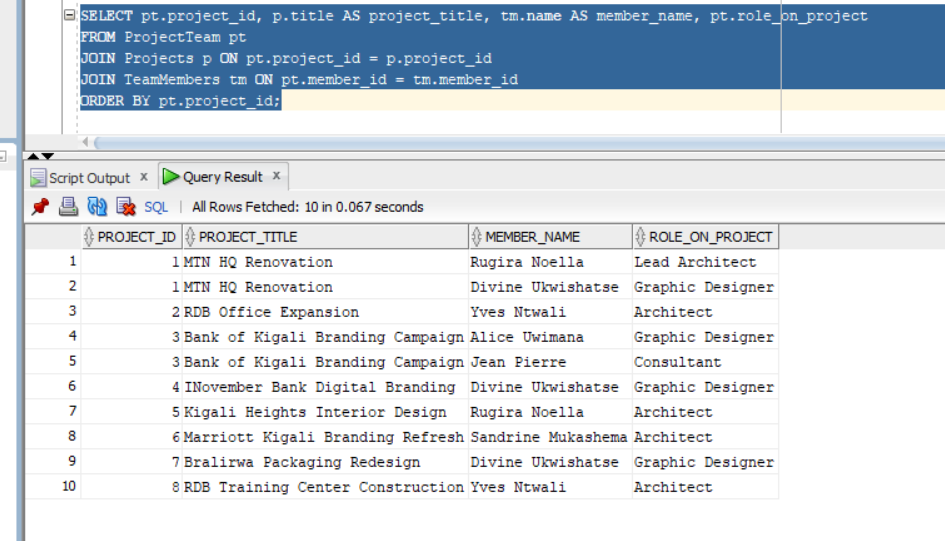 SELECT pt.project_id, p.title AS project_title, tm.name AS member_name, pt.role_on_project
FROM ProjectTeam pt
JOIN Projects p ON pt.project_id = p.project_id
JOIN TeamMembers tm ON pt.member_id = tm.member_id
ORDER BY pt.project_id;
Script Output x Query Result x
SQL | All Rows Fetched: 10 in 0.067 seconds
PROJECT_ID PROJECT_TITLE MEMBER_NAME ROLE_ON_PROJECT
1 1 MTN HQ Renovation Rugira Noella Lead Architect
2 1 MTN HQ Renovation Divine Ukwishatse Graphic Designer
3 2 RDB Office Expansion Yves Ntwali Architect
4 3 Bank of Kigali Branding Campaign Alice Uwimana Graphic Designer
5 3 Bank of Kigali Branding Campaign Jean Pierre Consultant
6 4 INovember Bank Digital Branding Divine Ukwishatse Graphic Designer
7 5 Kigali Heights Interior Design Rugira Noella Architect
8 6 Marriott Kigali Branding Refresh Sandrine Mukashema Architect
9 7 Bralirwa Packaging Redesign Divine Ukwishatse Graphic Designer
10 8 RDB Training Center Construction Yves Ntwali Architect